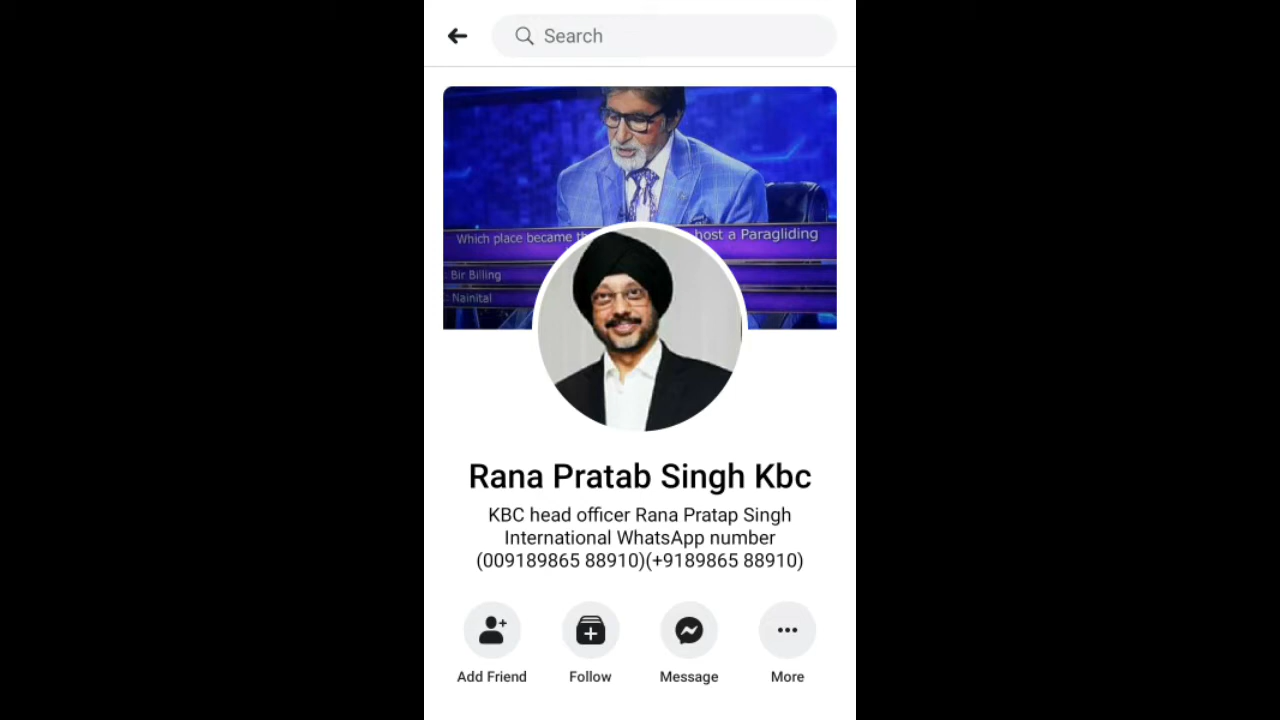 Search
Which place became th host a Paragliding
Bir Billing
Nainital
Rana Pratab Singh Kbc
KBC head officer Rana Pratap Singh
International WhatsApp number
(009189865 88910)(+9189865 88910)
Add Friend
Follow
Message
More